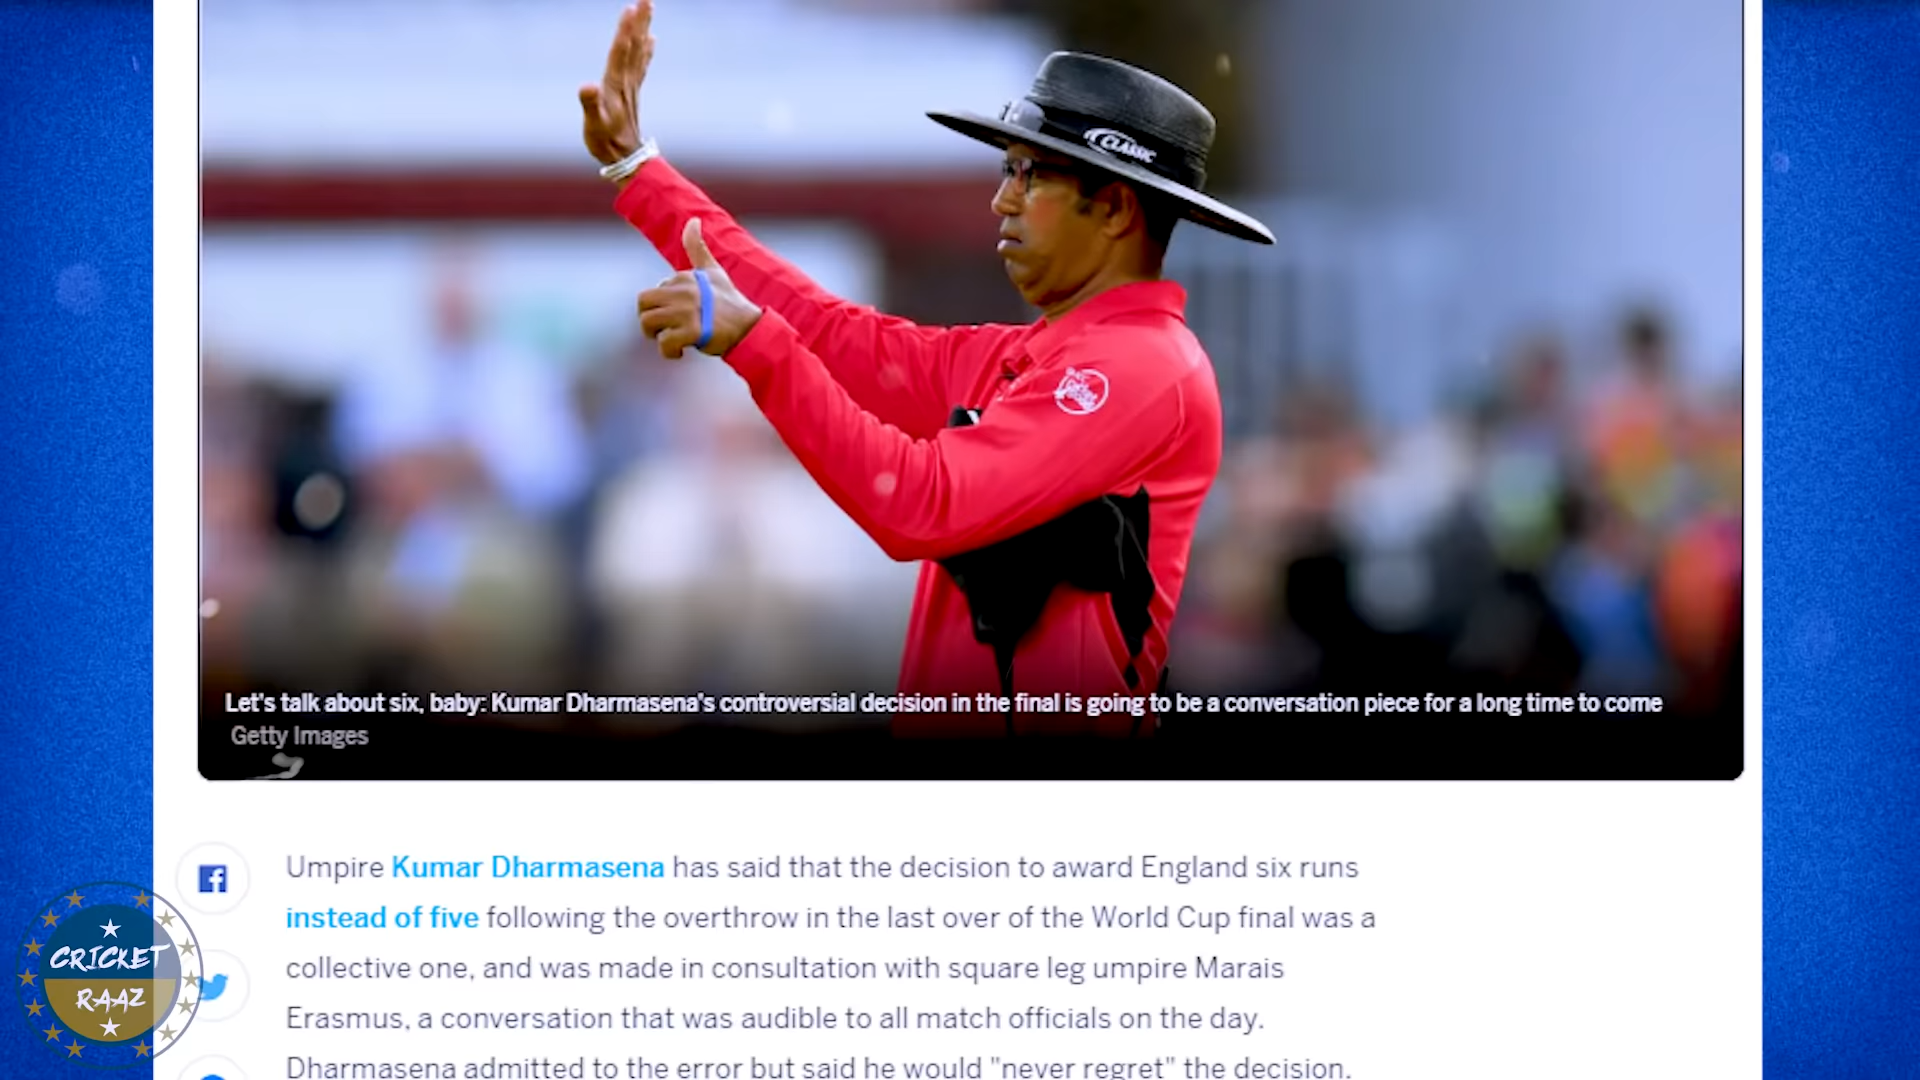 CLASSIC
Let's talk about six, baby: Kumar Dharmasena's controversial decision in the final is going to be a conversation piece for a long time to come
Getty Images
Umpire Kumar Dharmasena has said that the decision to award England six runs
instead of five following the overthrow in the last over of the World Cup final was a
collective one, and was made in consultation with square leg umpire Marais
Erasmus, a conversation that was audible to all match officials on the day.
Dharmasena admitted to the error but said he would "never regret" the decision.
CRICKET
RAAZ